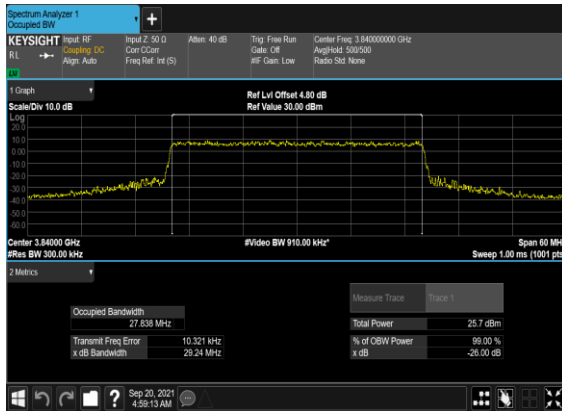 Spectrum Analyzer 1
Occupied BW
+
KEYSIGHT Input: RF Input Z: 50 Ω Atten: 40 dB Trig: Free Run Center Freq: 3.840000000 GHz
RL Coupling: DC Corr CCorr Gate: Off Avg|Hold: 500/500
Align: Auto Freq Ref: Int (S) #IF Gain: Low Radio Std: None
LXI
1 Graph Ref Lvl Offset 4.80 dB
Scale/Div 10.0 dB Ref Value 30.00 dBm
Log
20.0
10.0
0.00
-10.0
-20.0
-30.0
-40.0
-50.0
-60.0
Center 3.84000 GHz #Video BW 910.00 kHz* Span 60 MH
#Res BW 300.00 kHz Sweep 1.00 ms (1001 pts
2 Metrics
Measure Trace Trace 1
Occupied Bandwidth
27.838 MHz Total Power 25.7 dBm
Transmit Freq Error 10.321 kHz % of OBW Power 99.00 %
x dB Bandwidth 29.24 MHz x dB -26.00 dB
? Sep 20, 2021
4:59:13 AM